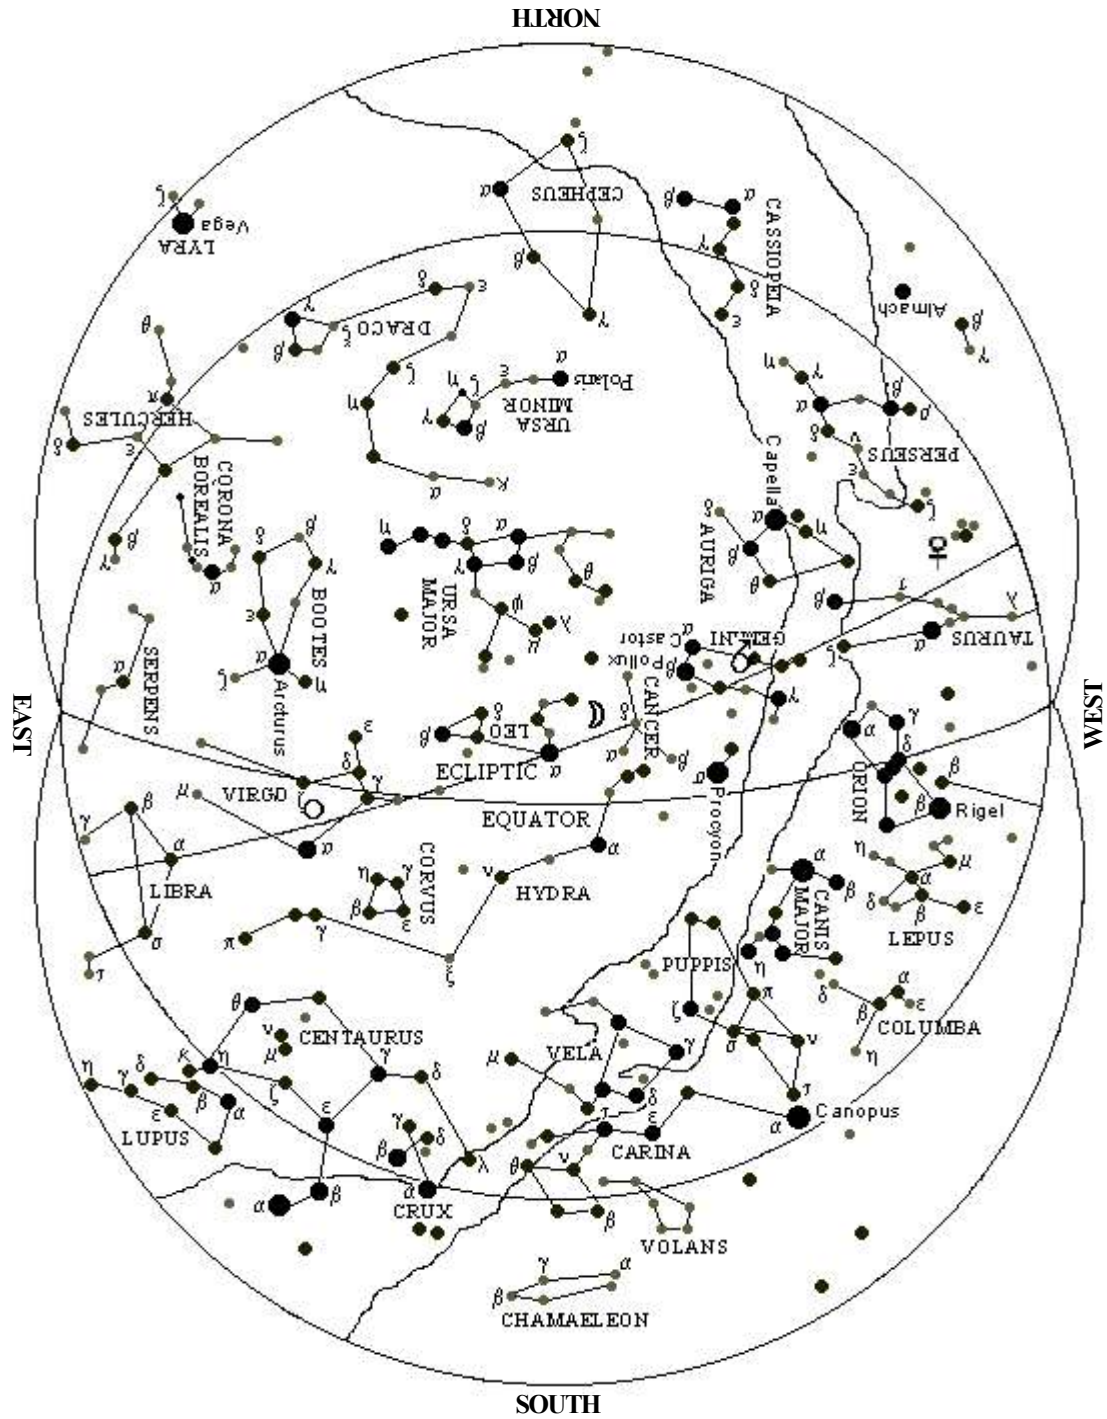 NORTH
CEPHEUS
ζ
α
β
γ
CASSIOPEIA
β
α
γ
δ
ε
ζ
Vega
LYRA
Almach
β
γ
DRACO
γ
β
ξ
δ
ε
ζ
η
α
κ
α
Polaris
URSA
MINOR
ε
ζ
η
γ
β
θ
π
HERCULES
δ
ε
β
γ
η
γ
α
β
ρ
δ
ν
ε
ζ
PERSEUS
CORONA
BOREALIS
α
Capella
α
δ
η
β
θ
AURIGA
♀
δ
β
γ
ε
α
ζ
η
BOOTES
Arcturus
η
δ
α
γ
β
θ
ψ
λ
μ
URSA
MAJOR
β
τ
λ
ζ
TAURUS
α
Castor
β
Pollux
GEMINI
♂
γ
SERPENS
α
EAST
WEST
CANCER
δ
α
β
LEO
δ
β
α
ECLIPTIC
α
Procyon
α
γ
δ
β
ORION
β
Rigel
VIRGO
ε
δ
γ
ζ
μ
α
EQUATOR
γ
β
α
LIBRA
σ
τ
CORVUS
η
γ
β
ε
HYDRA
α
ν
γ
π
ξ
α
β
CANIS
MAJOR
η
η
μ
α
δ
β
ε
LEPUS
PUPPIS
ζ
π
σ
ν
τ
δ
α
β
ε
η
COLUMBA
θ
CENTAURUS
ν
μ
κ
η
ζ
γ
δ
ε
λ
α
β
VELA
μ
γ
δ
η
γ
δ
β
ε
α
LUPUS
α
Canopus
ε
CARINA
ν
θ
β
γ
δ
β
α
CRUX
VOLANS
γ
α
β
CHAMAELEON
SOUTH